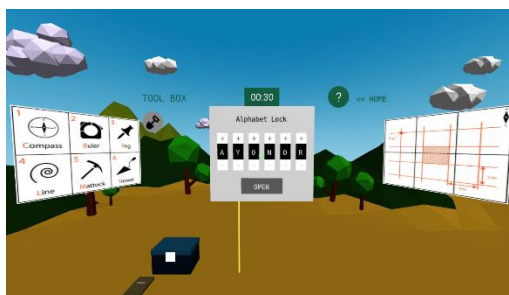 TOOL BOX
00:30
?
<< HOME
Alphabet Lock
A Y O N O R
OPEN
1
Compass
2
Ruler
3
Peg
4
Line
5
Mattock
6
Trowel